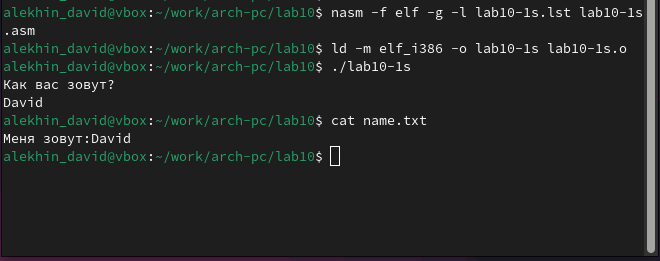 alekhin_david@vbox:~/work/arch-pc/lab10$ nasm -f elf -g -l lab10-1s.lst lab10-1s
.asm
alekhin_david@vbox:~/work/arch-pc/lab10$ ld -m elf_i386 -o lab10-1s lab10-1s.o
alekhin_david@vbox:~/work/arch-pc/lab10$ ./lab10-1s
Как вас зовут?
David
alekhin_david@vbox:~/work/arch-pc/lab10$ cat name.txt
Меня зовут:David
alekhin_david@vbox:~/work/arch-pc/lab10$